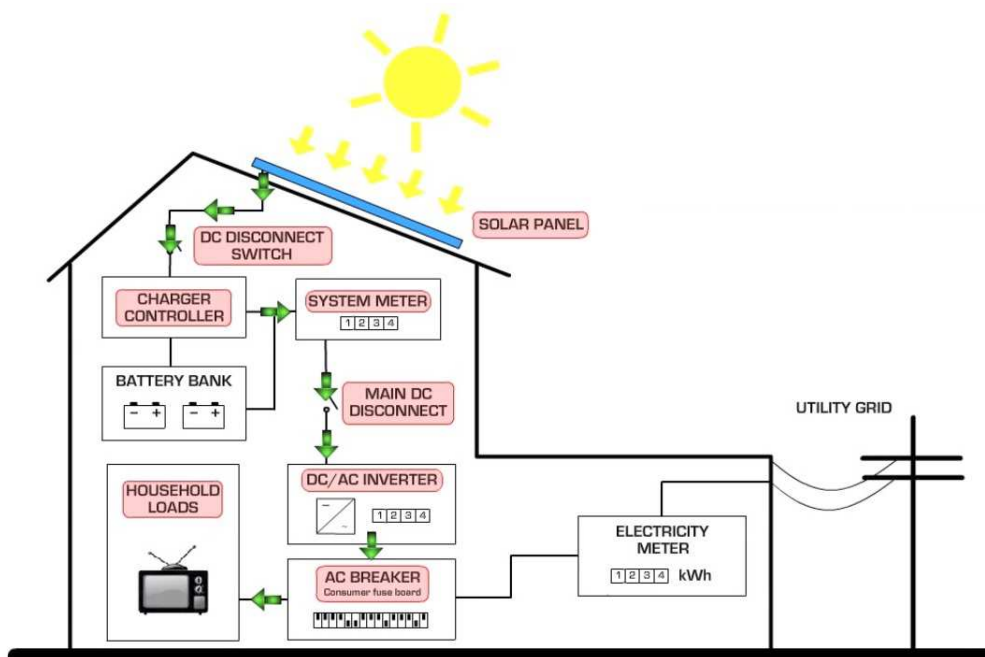 SOLAR PANEL
DC DISCONNECT
SWITCH
CHARGER
CONTROLLER
SYSTEM METER
1 2 3 4
BATTERY BANK
- + - +
MAIN DC
DISCONNECT
UTILITY GRID
DC/AC INVERTER
1 2 3 4
HOUSEHOLD
LOADS
ELECTRICITY
METER
1 2 3 4 kWh
AC BREAKER
Consumer fuse board